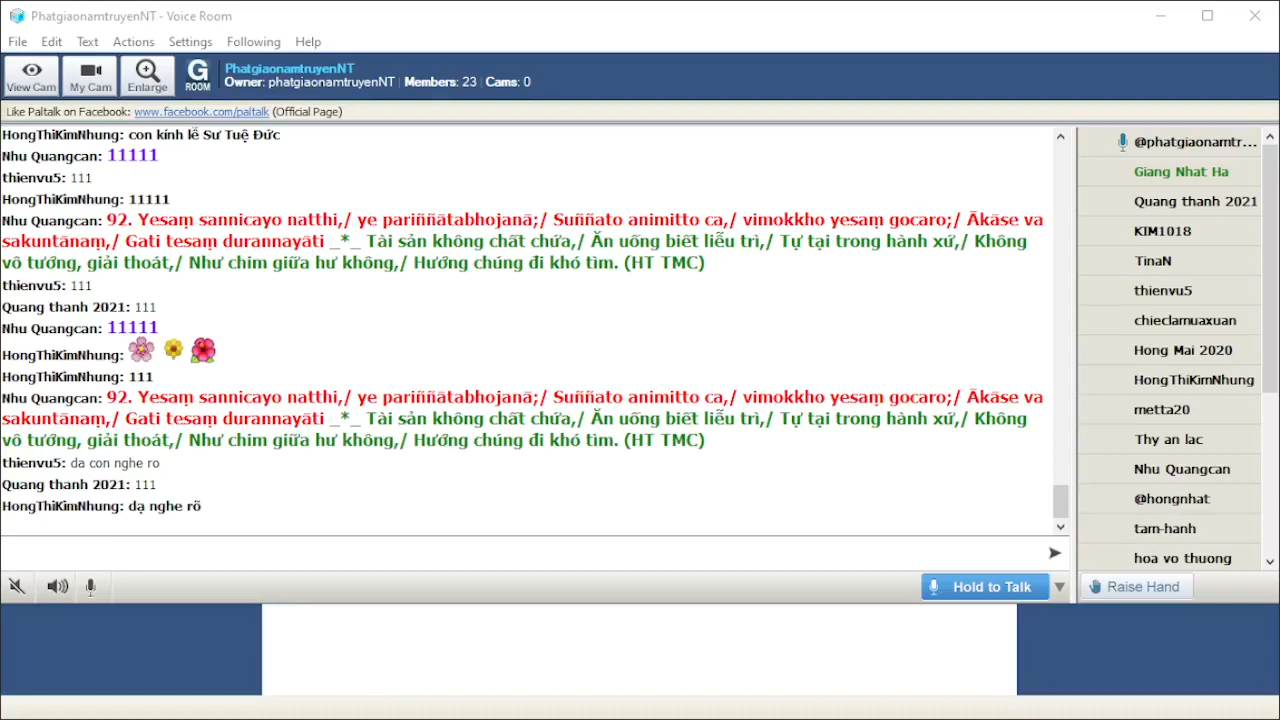 PhatgiaonamtruyenNT - Voice Room
File Edit Text Actions Settings Following Help
View Cam My Cam Enlarge G ROOM
PhatgiaonamtruyenNT
Owner: phatgiaonamtruyenNT | Members: 23 | Cams: 0
Like Paltalk on Facebook: www.facebook.com/paltalk (Official Page)
HongThiKimNhung: con kính lễ Sư Tuệ Đức
Nhu Quangcan: 11111
thienvu5: 111
HongThiKimNhung: 11111
Nhu Quangcan: 92. Yesaṃ sannicayo natthi,/ ye pariññātabhojanā;/ Suññato animitto ca,/ vimokkho yesaṃ gocaro;/ Ākāse va
sakuntānaṃ,/ Gati tesaṃ durannayāti _*_ Tài sản không chất chứa,/ Ăn uống biết liễu trì,/ Tự tại trong hành xứ,/ Không
vô tướng, giải thoát,/ Như chim giữa hư không,/ Hướng chúng đi khó tìm. (HT TMC)
thienvu5: 111
Quang thanh 2021: 111
Nhu Quangcan: 11111
HongThiKimNhung:
HongThiKimNhung: 111
Nhu Quangcan: 92. Yesaṃ sannicayo natthi,/ ye pariññātabhojanā;/ Suññato animitto ca,/ vimokkho yesaṃ gocaro;/ Ākāse va
sakuntānaṃ,/ Gati tesaṃ durannayāti _*_ Tài sản không chất chứa,/ Ăn uống biết liễu trì,/ Tự tại trong hành xứ,/ Không
vô tướng, giải thoát,/ Như chim giữa hư không,/ Hướng chúng đi khó tìm. (HT TMC)
thienvu5: da con nghe ro
Quang thanh 2021: 111
HongThiKimNhung: dạ nghe rõ
@phatgiaonamtr...
Giang Nhat Ha
Quang thanh 2021
KIM1018
TinaN
thienvu5
chieclamuaxuan
Hong Mai 2020
HongThiKimNhung
metta20
Thy an lac
Nhu Quangcan
@hongnhat
tam-hanh
hoa vo thuong
Hold to Talk
Raise Hand